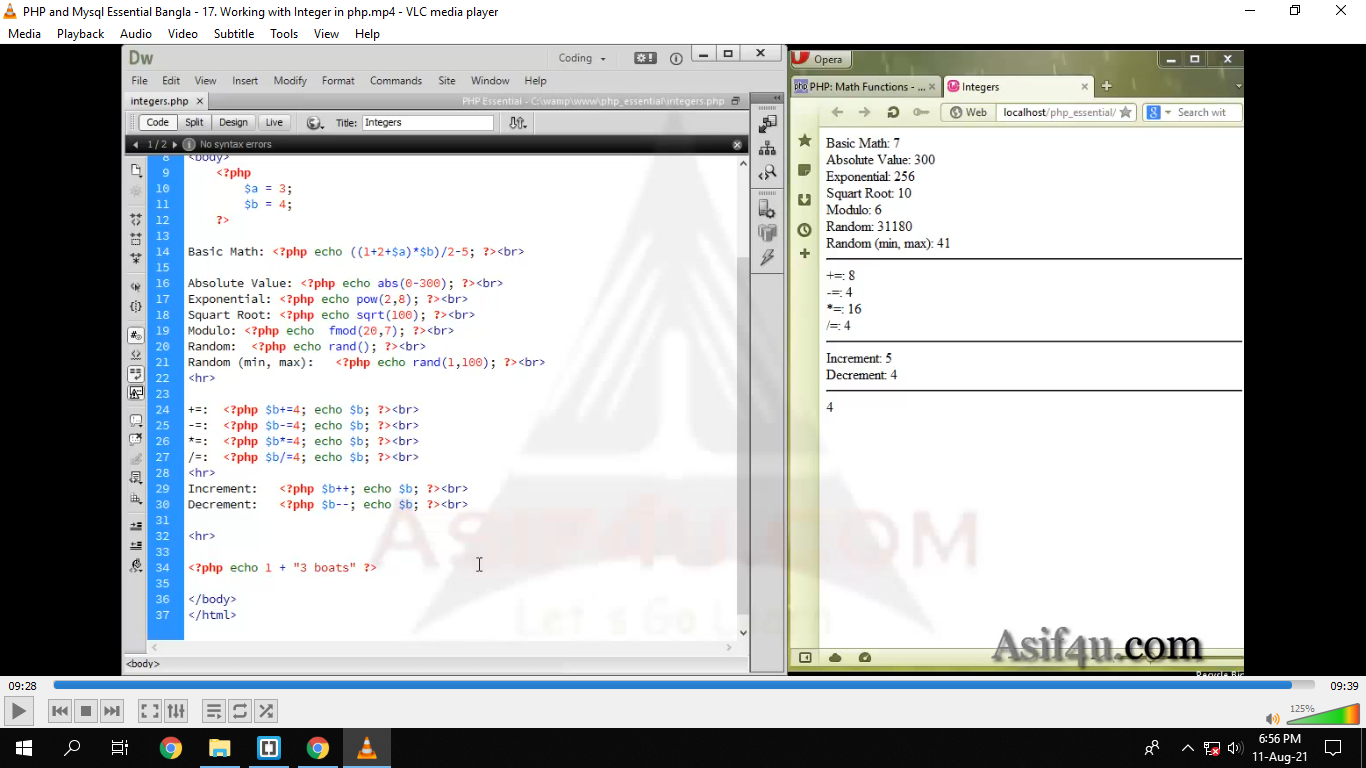 PHP and Mysql Essential Bangla - 17. Working with Integer in php.mp4 - VLC media player
Media Playback Audio Video Subtitle Tools View Help
Dw
Coding
File Edit View Insert Modify Format Commands Site Window Help
integers.php
PHP Essential - C:\wamp\www\php_essential\integers.php
Code Split Design Live Title: Integers
1 / 2 No syntax errors
8 <body>
9 <?php
10 $a = 3;
11 $b = 4;
12 ?>
13
14 Basic Math: <?php echo ((1+2+$a)*$b)/2-5; ?><br>
15
16 Absolute Value: <?php echo abs(0-300); ?><br>
17 Exponential: <?php echo pow(2,8); ?><br>
18 Squart Root: <?php echo sqrt(100); ?><br>
19 Modulo: <?php echo  fmod(20,7); ?><br>
20 Random:  <?php echo rand(); ?><br>
21 Random (min, max):   <?php echo rand(1,100); ?><br>
22 <hr>
23
24 +=:  <?php $b+=4; echo $b; ?><br>
25 -=:  <?php $b-=4; echo $b; ?><br>
26 *=:  <?php $b*=4; echo $b; ?><br>
27 /=:  <?php $b/=4; echo $b; ?><br>
28 <hr>
29 Increment:   <?php $b++; echo $b; ?><br>
30 Decrement:   <?php $b--; echo $b; ?><br>
31
32 <hr>
33
34 <?php echo 1 + "3 boats" ?>
35
36 </body>
37 </html>
<body>
Asif4u.com
Let's Go Learn
Opera
PHP: Math Functions - ...
Integers
Web localhost/php_essential/ Search wit
Basic Math: 7
Absolute Value: 300
Exponential: 256
Squart Root: 10
Modulo: 6
Random: 31180
Random (min, max): 41
+=: 8
-=: 4
*=: 16
/=: 4
Increment: 5
Decrement: 4
4
Asif4u.com
Recycle Bin
09:28
09:39
125%
6:56 PM
11-Aug-21